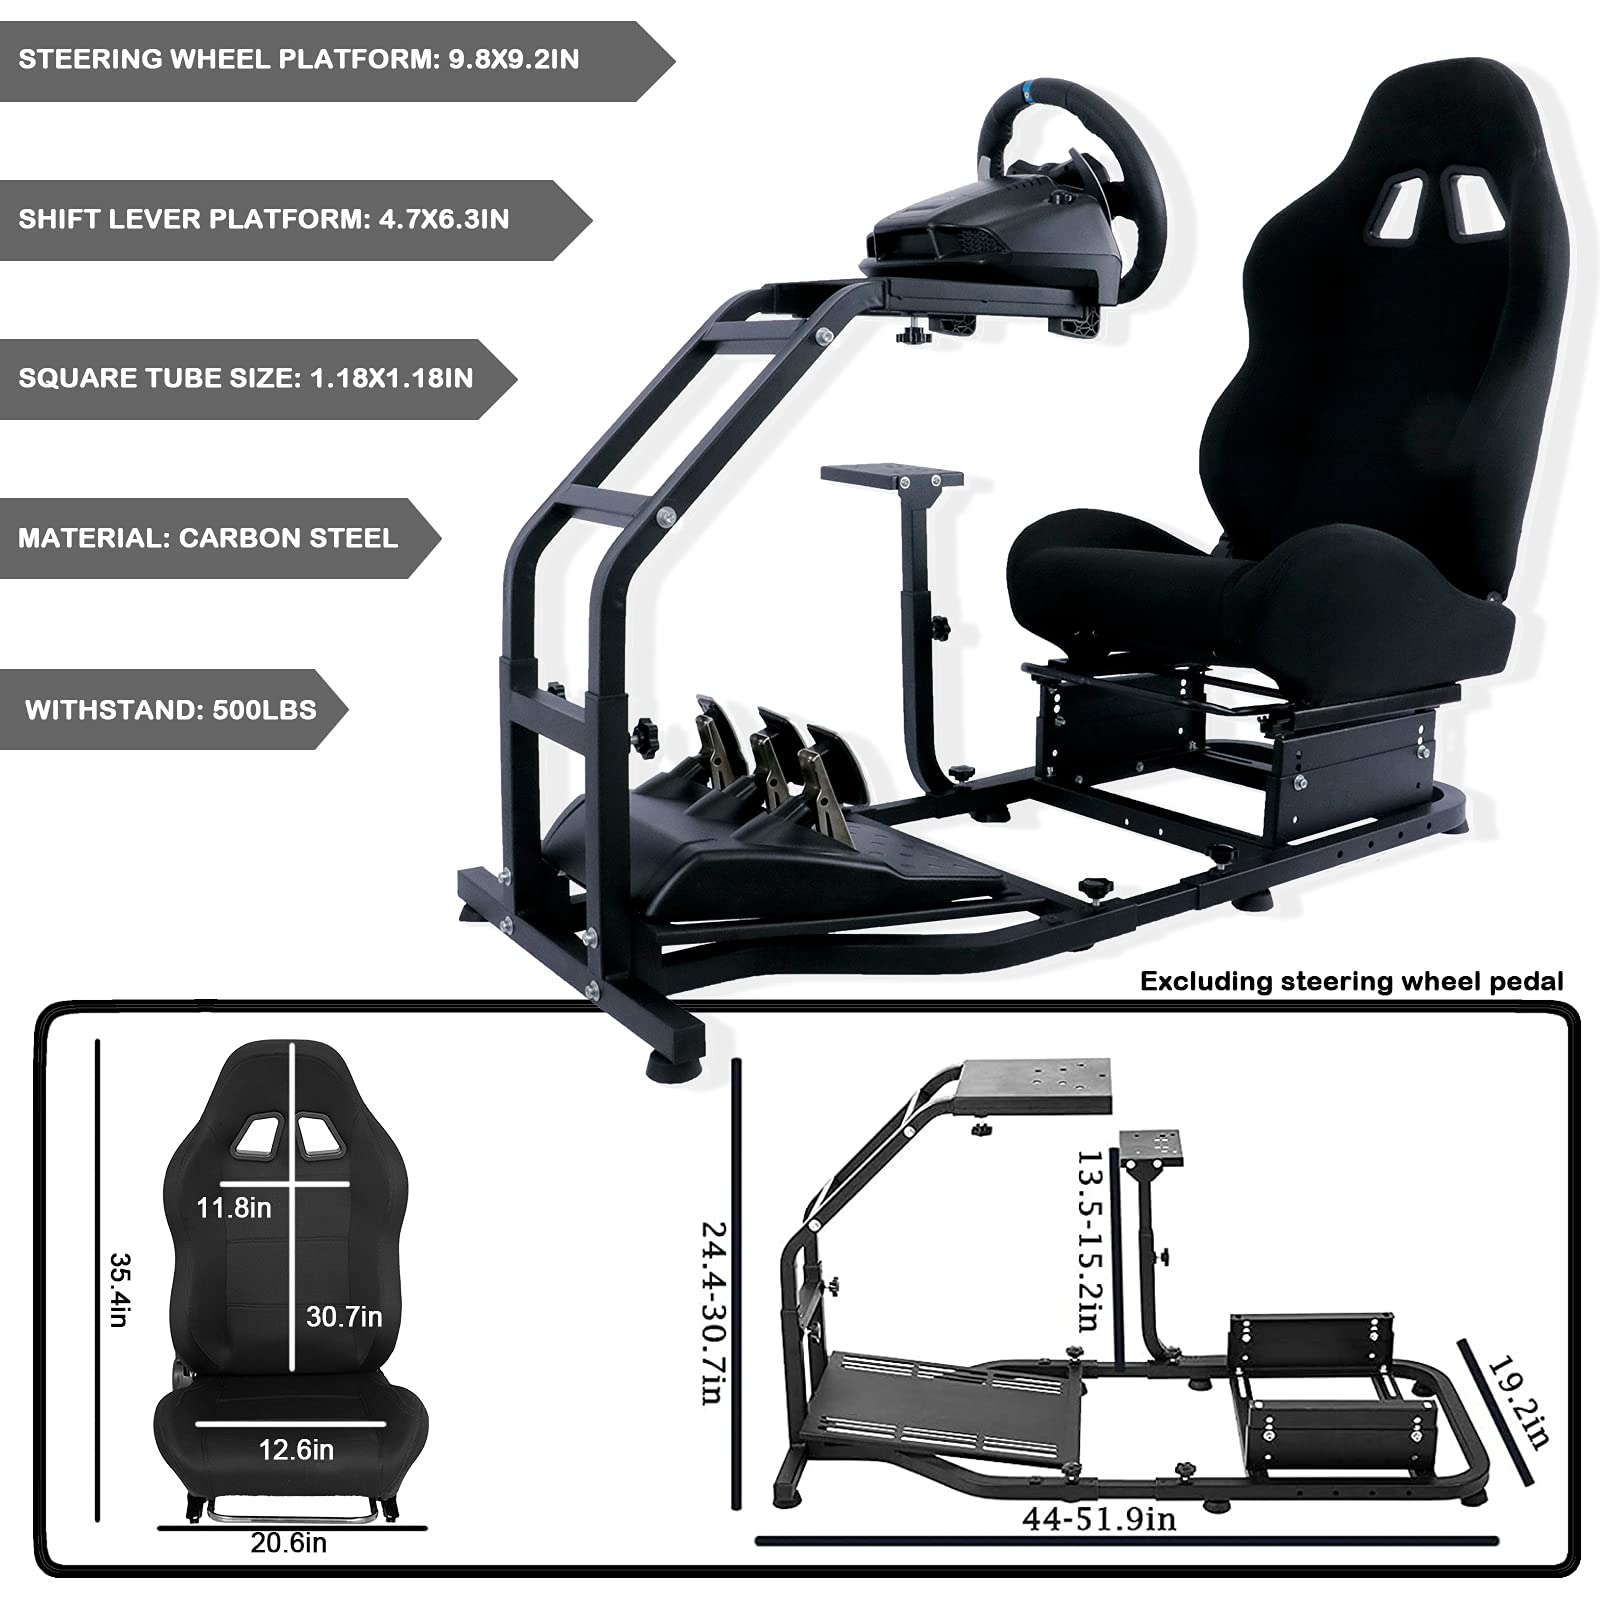 STEERING WHEEL PLATFORM: 9.8X9.2IN
SHIFT LEVER PLATFORM: 4.7X6.3IN
SQUARE TUBE SIZE: 1.18X1.18IN
MATERIAL: CARBON STEEL
WITHSTAND: 500LBS
Excluding steering wheel pedal
35.4in
11.8in
30.7in
12.6in
20.6in
24.4-30.7in
13.5-15.2in
19.2in
44-51.9in